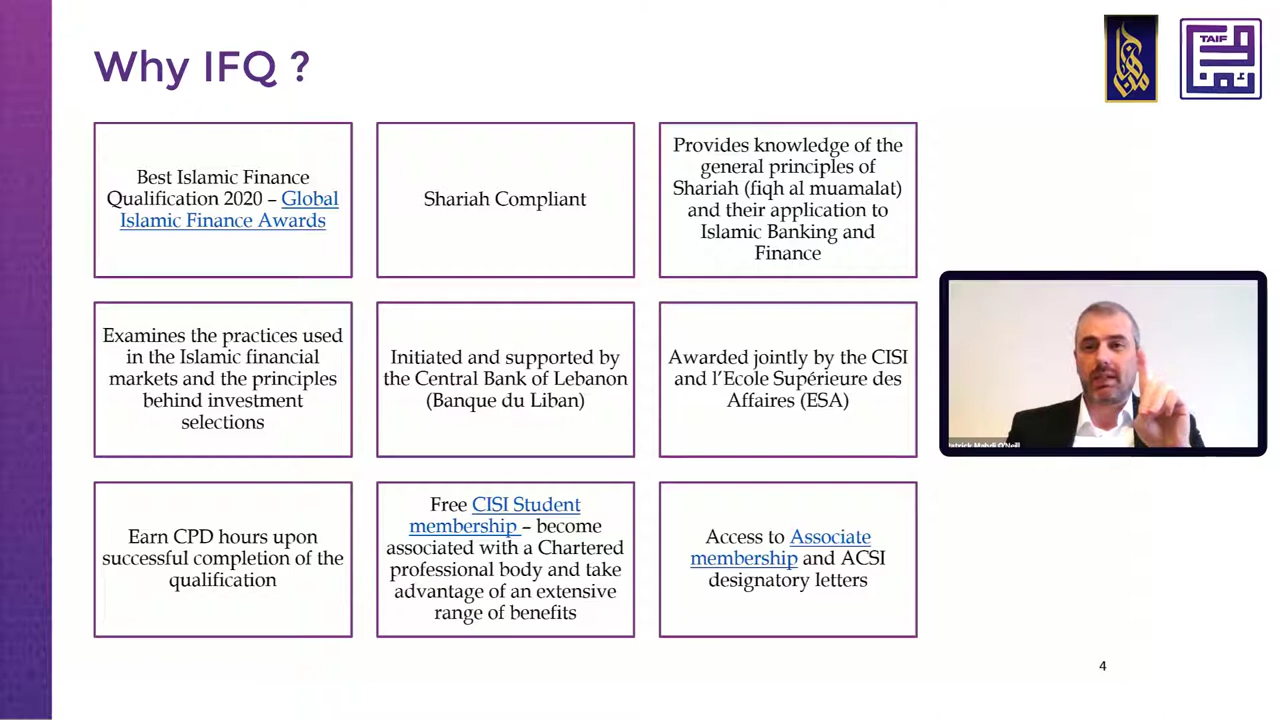 Why IFQ ?
TAIF
Best Islamic Finance
Qualification 2020 – Global
Islamic Finance Awards
Shariah Compliant
Provides knowledge of the
general principles of
Shariah (fiqh al muamalat)
and their application to
Islamic Banking and
Finance
Examines the practices used
in the Islamic financial
markets and the principles
behind investment
selections
Initiated and supported by
the Central Bank of Lebanon
(Banque du Liban)
Awarded jointly by the CISI
and l'Ecole Supérieure des
Affaires (ESA)
Earn CPD hours upon
successful completion of the
qualification
Free CISI Student
membership – become
associated with a Chartered
professional body and take
advantage of an extensive
range of benefits
Access to Associate
membership and ACSI
designatory letters
Patrick Mahdi O'Neill
4